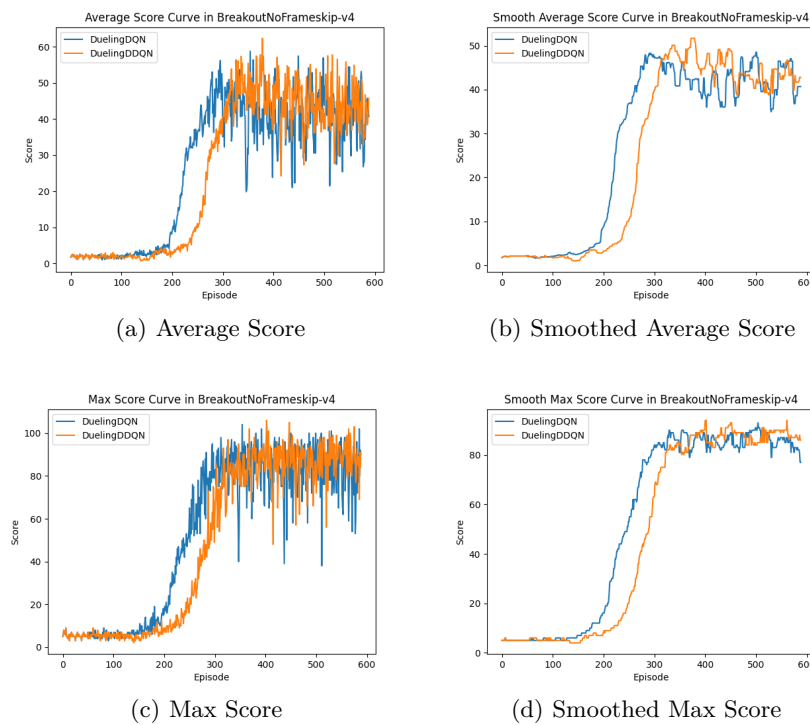 Average Score Curve in BreakoutNoFrameskip-v4
DuelingDQN
DuelingDDQN
60
50
40
30
20
10
0
Score
0 100 200 300 400 500 600
Episode
(a) Average Score
Smooth Average Score Curve in BreakoutNoFrameskip-v4
DuelingDQN
DuelingDDQN
50
40
30
20
10
0
Score
0 100 200 300 400 500 600
Episode
(b) Smoothed Average Score
Max Score Curve in BreakoutNoFrameskip-v4
DuelingDQN
DuelingDDQN
100
80
60
40
20
0
Score
0 100 200 300 400 500 600
Episode
(c) Max Score
Smooth Max Score Curve in BreakoutNoFrameskip-v4
DuelingDQN
DuelingDDQN
80
60
40
20
0
Score
0 100 200 300 400 500 600
Episode
(d) Smoothed Max Score